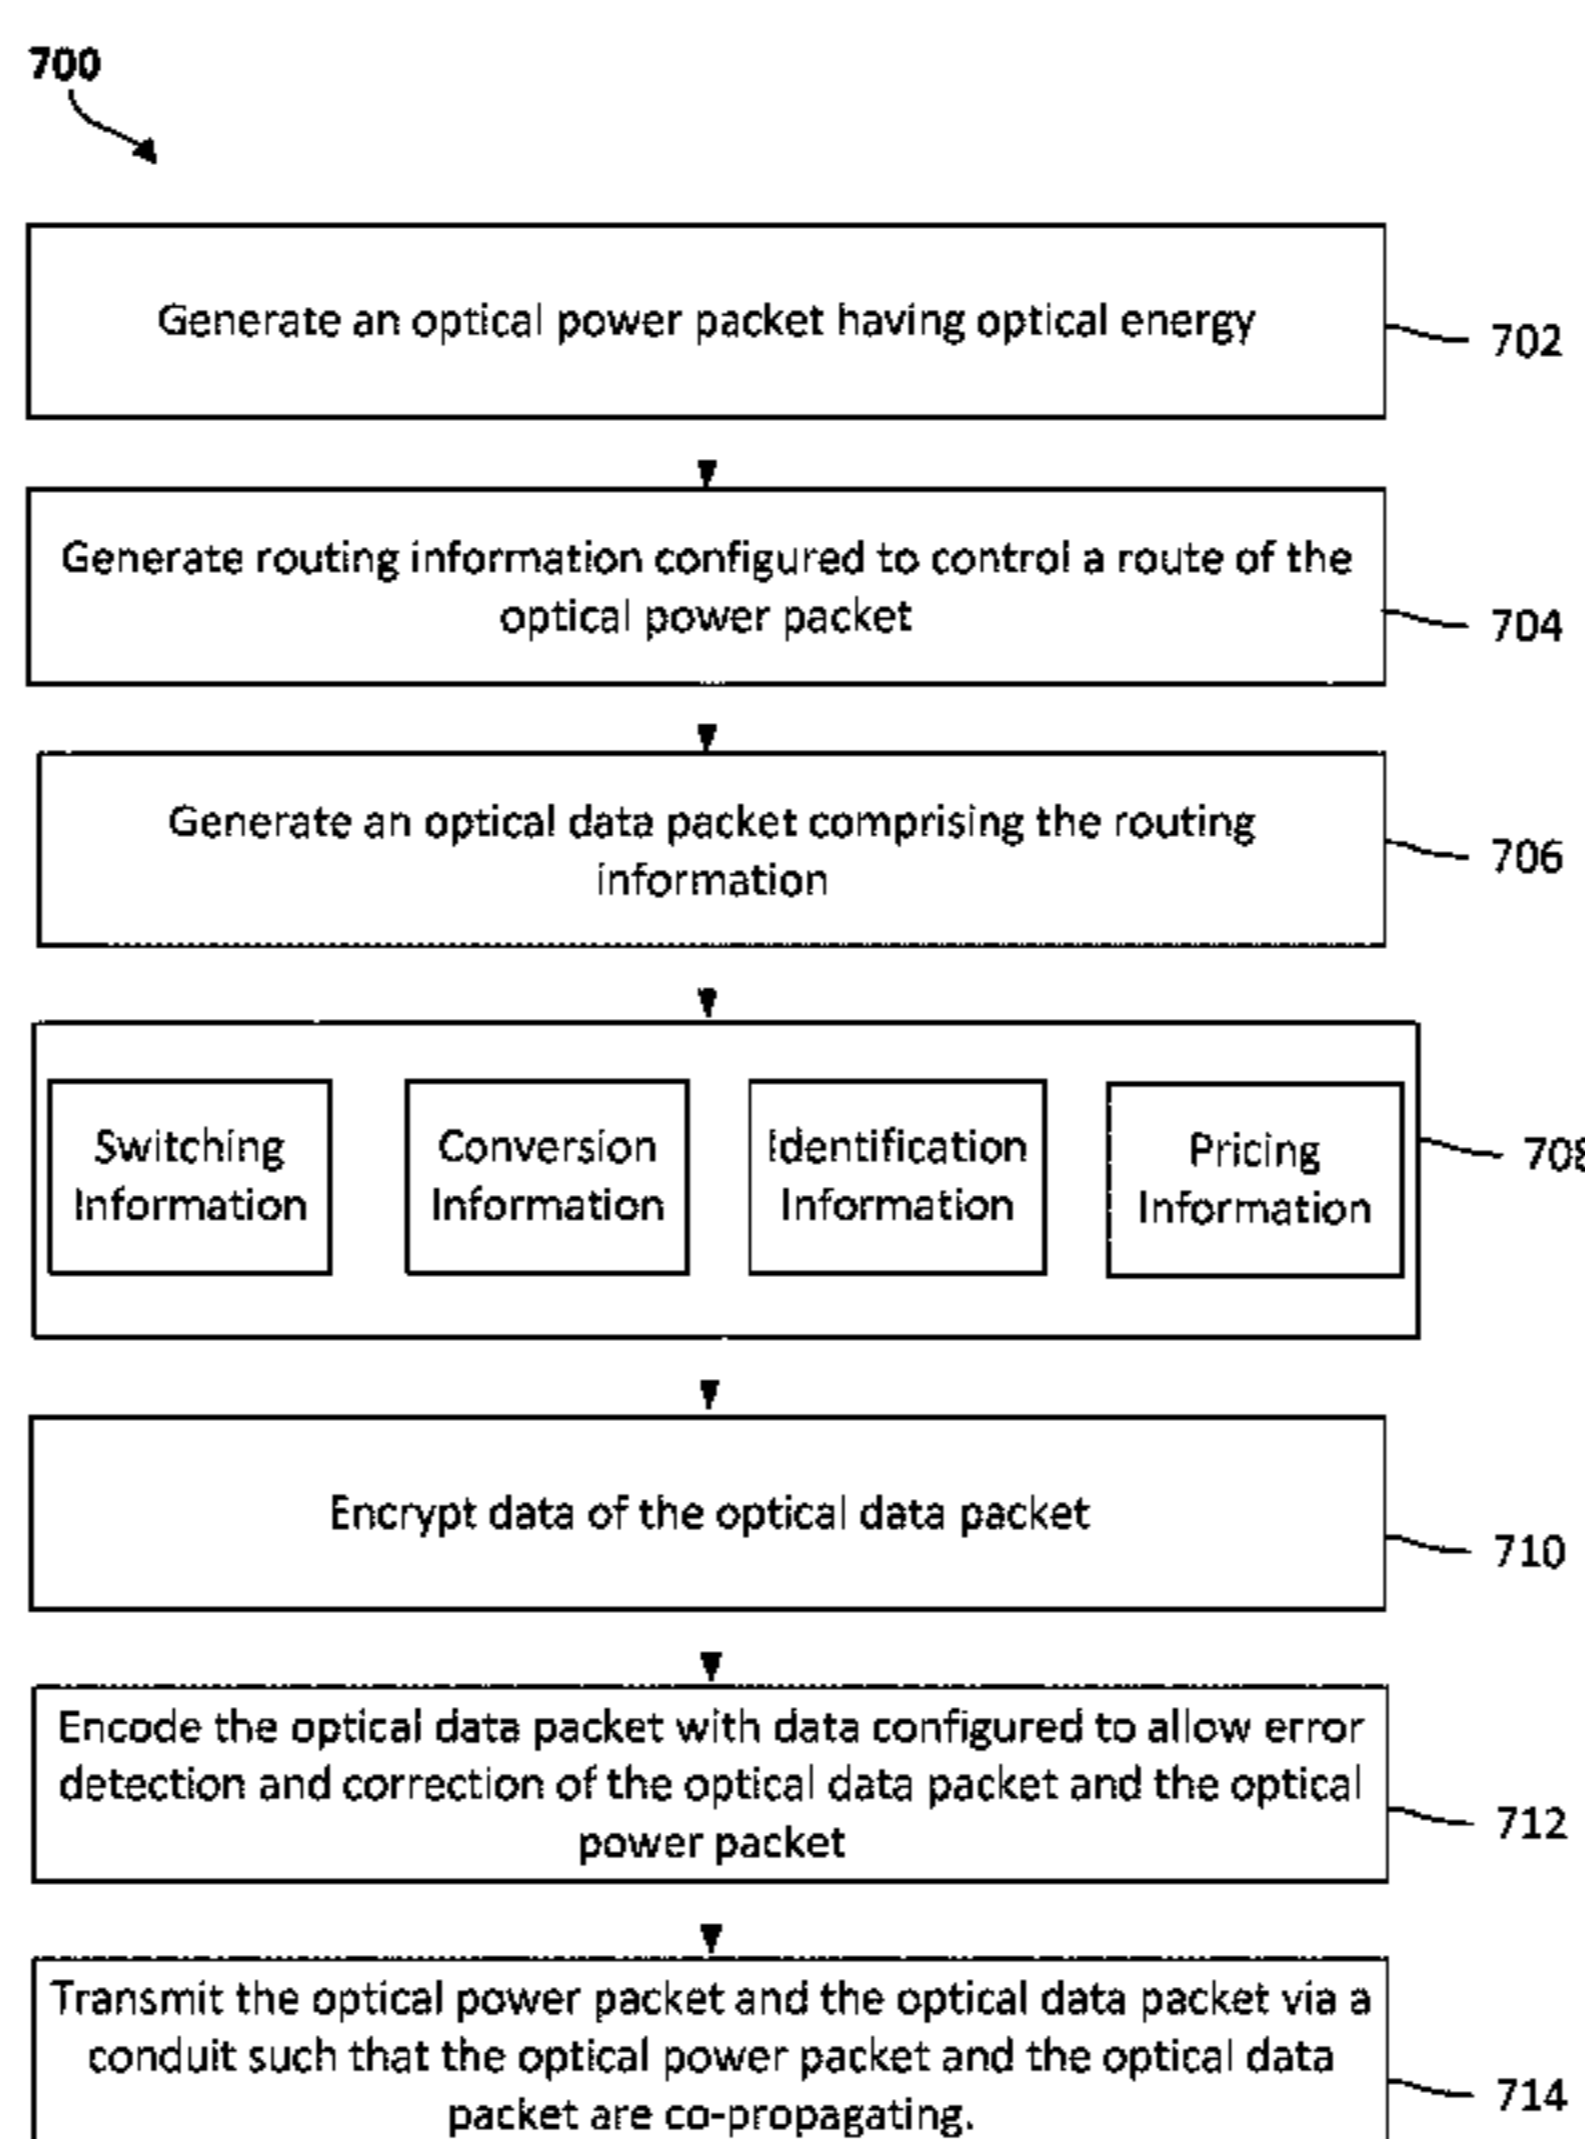 700
Generate an optical power packet having optical energy
702
Generate routing information configured to control a route of the
optical power packet
704
Generate an optical data packet comprising the routing
information
706
Switching
Information
Conversion
Information
Identification
Information
Pricing
Information
708
Encrypt data of the optical data packet
710
Encode the optical data packet with data configured to allow error
detection and correction of the optical data packet and the optical
power packet
712
Transmit the optical power packet and the optical data packet via a
conduit such that the optical power packet and the optical data
packet are co-propagating.
714